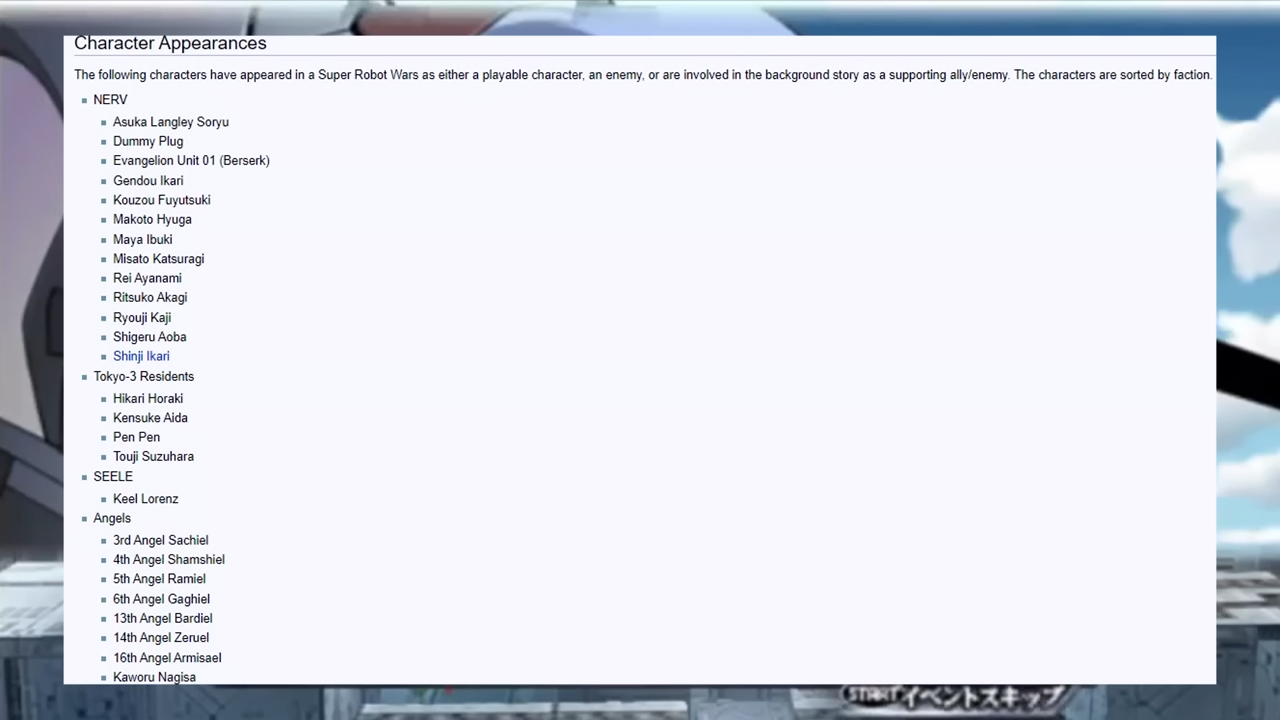 Character Appearances
The following characters have appeared in a Super Robot Wars as either a playable character, an enemy, or are involved in the background story as a supporting ally/enemy. The characters are sorted by faction.
NERV
Asuka Langley Soryu
Dummy Plug
Evangelion Unit 01 (Berserk)
Gendou Ikari
Kouzou Fuyutsuki
Makoto Hyuga
Maya Ibuki
Misato Katsuragi
Rei Ayanami
Ritsuko Akagi
Ryouji Kaji
Shigeru Aoba
Shinji Ikari
Tokyo-3 Residents
Hikari Horaki
Kensuke Aida
Pen Pen
Touji Suzuhara
SEELE
Keel Lorenz
Angels
3rd Angel Sachiel
4th Angel Shamshiel
5th Angel Ramiel
6th Angel Gaghiel
13th Angel Bardiel
14th Angel Zeruel
16th Angel Armisael
Kaworu Nagisa
START イベントスキップ